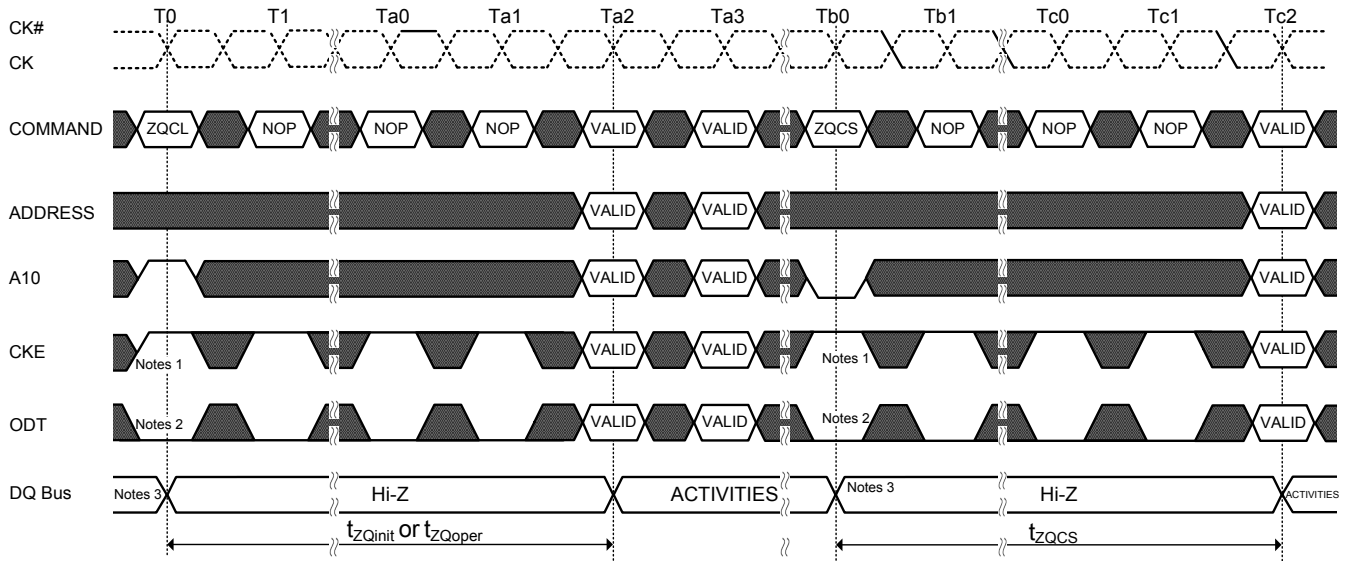 T0 T1 Ta0 Ta1 Ta2 Ta3 Tb0 Tb1 Tc0 Tc1 Tc2
CK#
CK
COMMAND ZQCL NOP NOP NOP VALID VALID ZQCS NOP NOP NOP VALID
ADDRESS VALID VALID VALID
A10 VALID VALID VALID
CKE Notes 1 VALID VALID Notes 1 VALID
ODT Notes 2 VALID VALID Notes 2 VALID
DQ Bus Notes 3 Hi-Z ACTIVITIES Notes 3 Hi-Z ACTIVITIES
tZQinit or tZQoper tZQCS